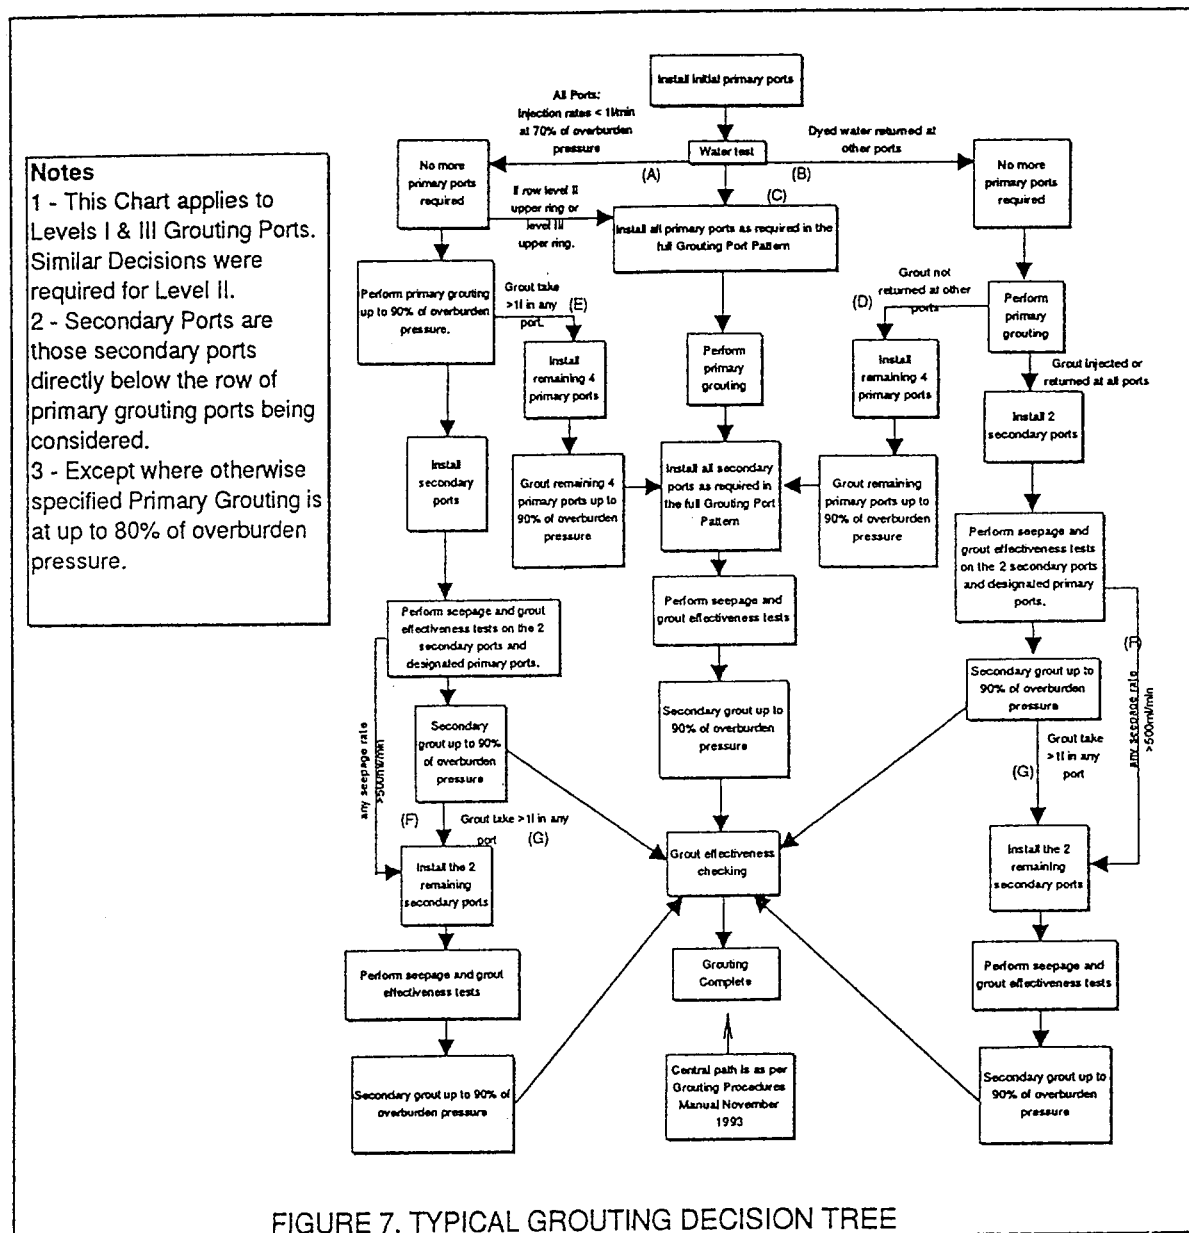 Install initial primary ports
All Ports:
Injection rates < 1l/min
at 70% of overburden
pressure
Dyed water returned at
other ports
Water test
(A)
(B)
(C)
No more
primary ports
required
No more
primary ports
required
Notes
1 - This Chart applies to
Levels I & III Grouting Ports.
Similar Decisions were
required for Level II.
2 - Secondary Ports are
those secondary ports
directly below the row of
primary grouting ports being
considered.
3 - Except where otherwise
specified Primary Grouting is
at up to 80% of overburden
pressure.
If row level II
upper ring or
level III
upper ring.
Install all primary ports as required in the
full Grouting Port Pattern
Perform primary grouting
up to 90% of overburden
pressure.
Grout take
>1l in any
port.
(E)
Grout not
returned at other
ports
(D)
Perform
primary
grouting
Install
remaining 4
primary ports
Perform
primary
grouting
Install
remaining 4
primary ports
Grout injected or
returned at all ports
Install 2
secondary ports
Install
secondary
ports
Grout remaining 4
primary ports up to
90% of overburden
pressure
Install all secondary
ports as required in
the full Grouting Port
Pattern
Grout remaining
primary ports up to
90% of overburden
pressure
Perform seepage and
grout effectiveness tests
on the 2 secondary ports
and designated primary
ports.
Perform seepage and grout
effectiveness tests on the 2
secondary ports and
designated primary ports.
Perform seepage and
grout effectiveness tests
(F)
any seepage rate
>500ml/min
Secondary grout up to
90% of overburden
pressure
any seepage rate
>500ml/min
Secondary
grout up to 90%
of overburden
pressure
Secondary grout up to
90% of overburden
pressure
Grout take
>1l in any
port
(G)
(F)
Grout take >1l in any
port
(G)
Install the 2
remaining
secondary ports
Grout effectiveness
checking
Install the 2
remaining
secondary ports
Perform seepage and grout
effectiveness tests
Grouting
Complete
Perform seepage and
grout effectiveness tests
Secondary grout up to 90% of
overburden pressure
Central path is as per
Grouting Procedures
Manual November
1993
Secondary grout up to
90% of overburden
pressure
FIGURE 7. TYPICAL GROUTING DECISION TREE